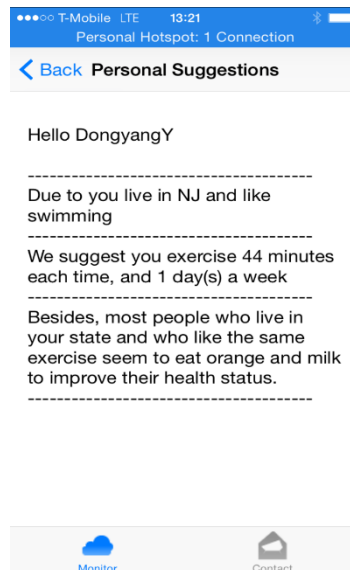 T-Mobile LTE 13:21
Personal Hotspot: 1 Connection
Back Personal Suggestions
Hello DongyangY
----------------------------------------
Due to you live in NJ and like
swimming
----------------------------------------
We suggest you exercise 44 minutes
each time, and 1 day(s) a week
----------------------------------------
Besides, most people who live in
your state and who like the same
exercise seem to eat orange and milk
to improve their health status.
----------------------------------------
Monitor Contact